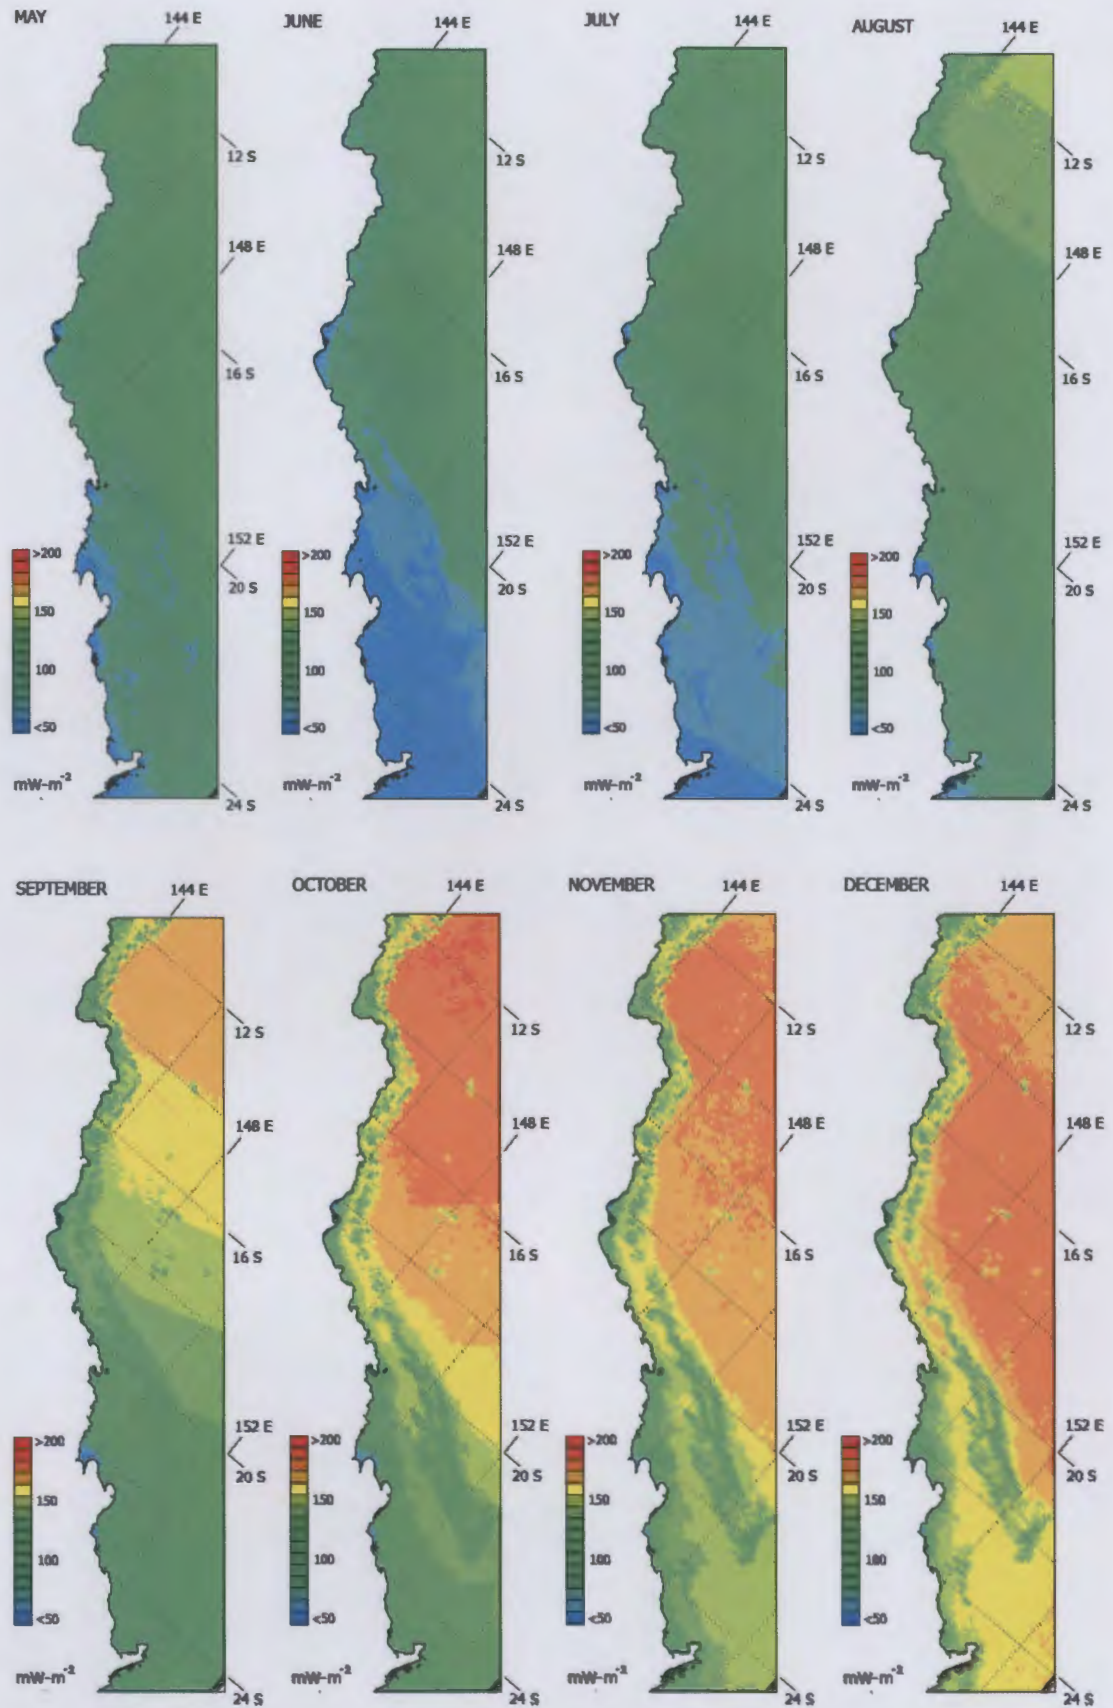 MAY 144 E
12 S
148 E
16 S
152 E
20 S
>200
150
100
<50
mW-m-2
24 S
JUNE 144 E
12 S
148 E
16 S
152 E
20 S
>200
150
100
<50
mW-m-2
24 S
JULY 144 E
12 S
148 E
16 S
152 E
20 S
>200
150
100
<50
mW-m-2
24 S
AUGUST 144 E
12 S
148 E
16 S
152 E
20 S
>200
150
100
<50
mW-m-2
24 S
SEPTEMBER 144 E
12 S
148 E
16 S
152 E
20 S
>200
150
100
<50
mW-m-2
24 S
OCTOBER 144 E
12 S
148 E
16 S
152 E
20 S
>200
150
100
<50
mW-m-2
24 S
NOVEMBER 144 E
12 S
148 E
16 S
152 E
20 S
>200
150
100
<50
mW-m-2
24 S
DECEMBER 144 E
12 S
148 E
16 S
152 E
20 S
>200
150
100
<50
mW-m-2
24 S